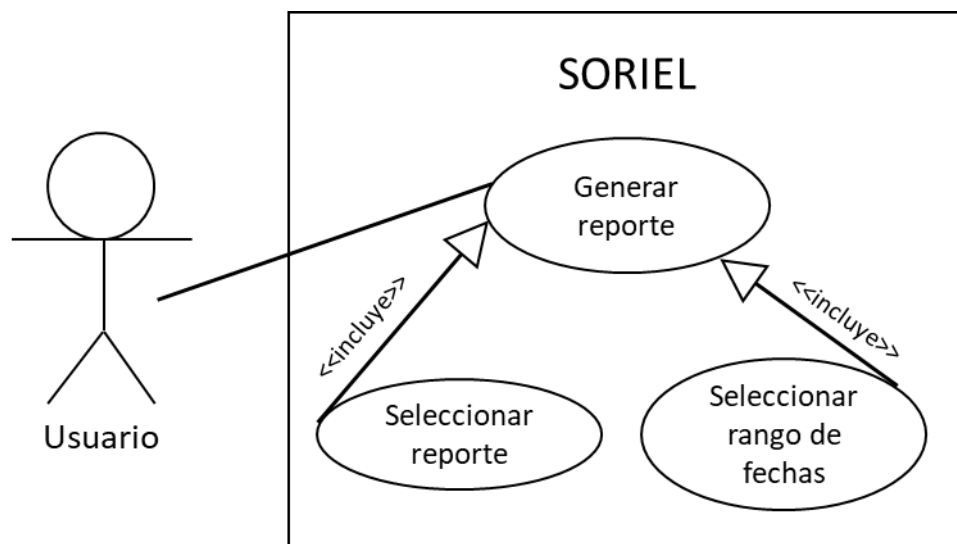 SORIEL
Generar
reporte
<<incluye>>
<<incluye>>
Seleccionar
reporte
Seleccionar
rango de
fechas
Usuario